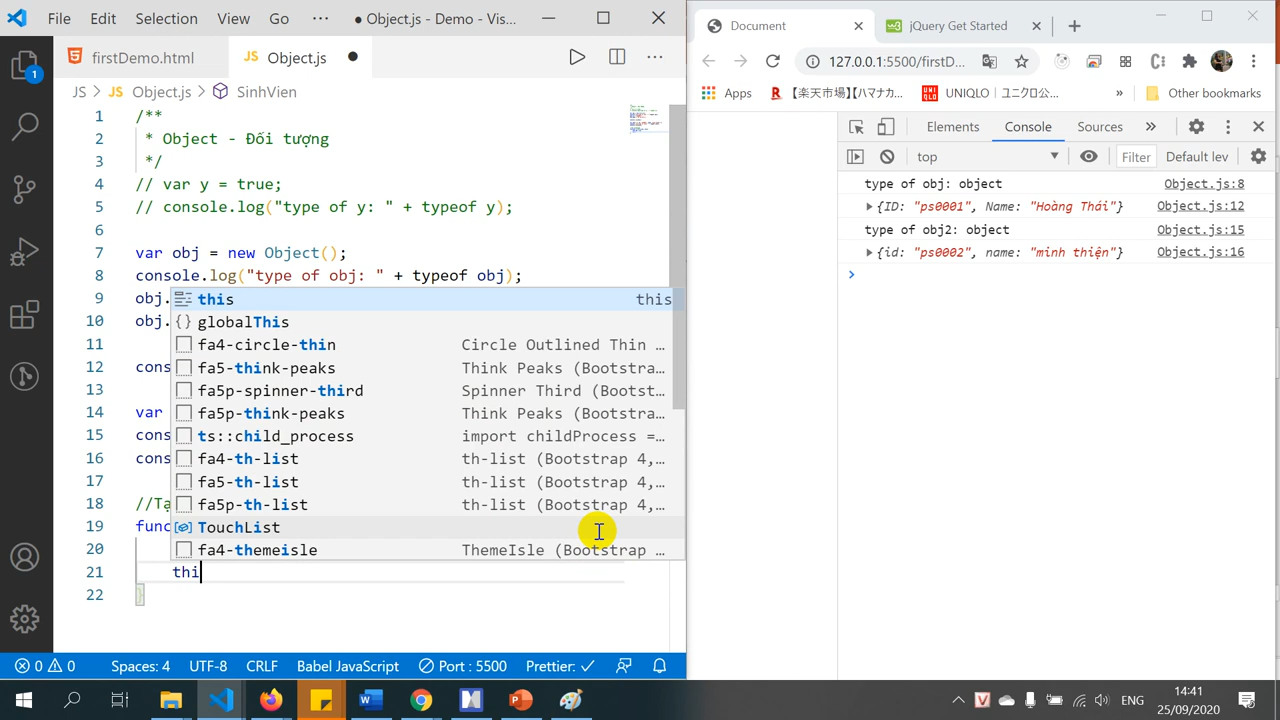 File Edit Selection View Go ··· ● Object.js - Demo - Vis...
firstDemo.html JS Object.js ●
JS > JS Object.js > SinhVien
1 /**
2 * Object - Đối tượng
3 */
4 // var y = true;
5 // console.log("type of y: " + typeof y);
6
7 var obj = new Object();
8 console.log("type of obj: " + typeof obj);
9 obj.
10 obj.
11
12 cons
13
14 var
15 cons
16 cons
17
18 //Tạ
19 func
20
21 thi
22 }
this this
globalThis
fa4-circle-thin Circle Outlined Thin …
fa5-think-peaks Think Peaks (Bootstra…
fa5p-spinner-third Spinner Third (Bootst…
fa5p-think-peaks Think Peaks (Bootstra…
ts::child_process import childProcess =…
fa4-th-list th-list (Bootstrap 4,…
fa5-th-list th-list (Bootstrap 4,…
fa5p-th-list th-list (Bootstrap 4,…
TouchList
fa4-themeisle ThemeIsle (Bootstrap …
1
0 0 Spaces: 4 UTF-8 CRLF Babel JavaScript Port : 5500 Prettier: ✓
Document jQuery Get Started
127.0.0.1:5500/firstD...
Apps 【楽天市場】【ハマナカ... UNIQLO｜ユニクロ公... » Other bookmarks
Elements Console Sources »
top Filter Default lev
type of obj: object Object.js:8
{ID: "ps0001", Name: "Hoàng Thái"} Object.js:12
type of obj2: object Object.js:15
{id: "ps0002", name: "minh thiện"} Object.js:16
ENG 14:41
25/09/2020